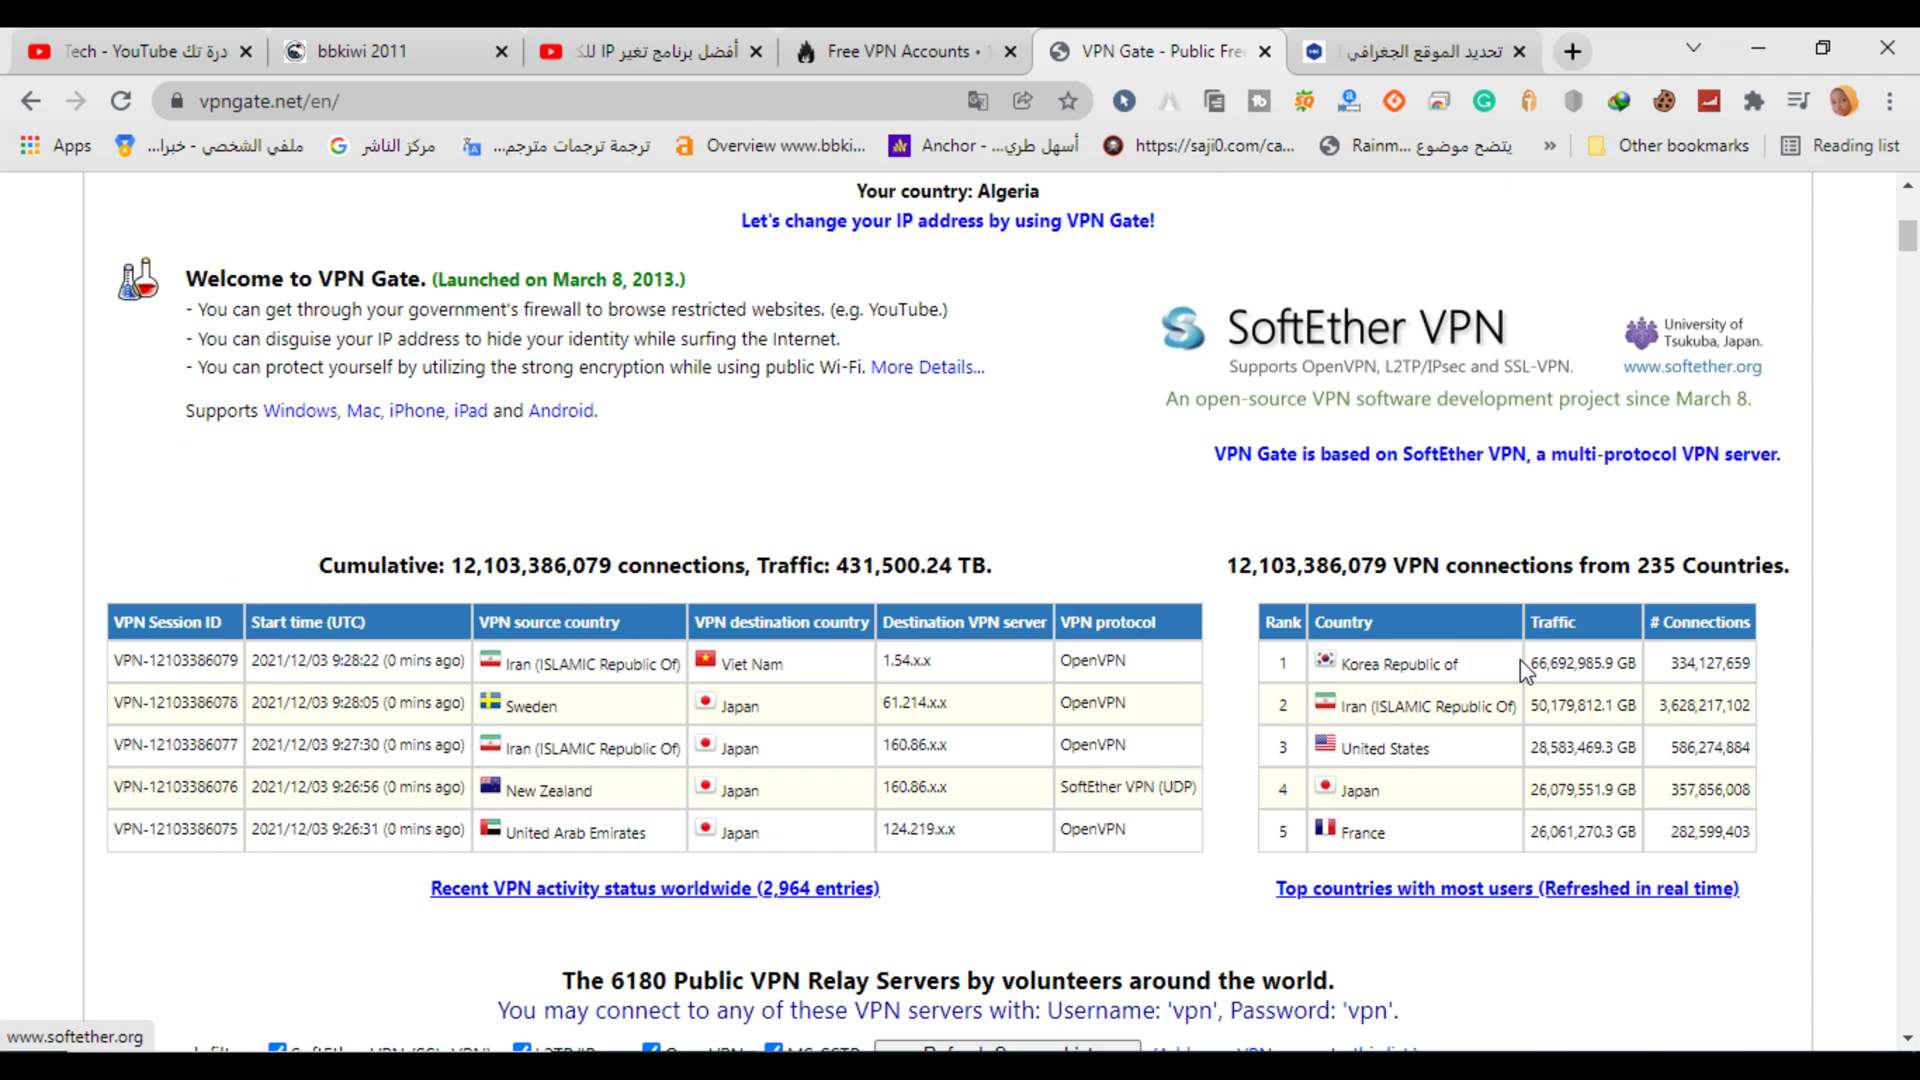 درة تك Tech - YouTube
bbkiwi 2011
أفضل برنامج تغير IP للك
Free VPN Accounts •
VPN Gate - Public Fre
تحديد الموقع الجغرافي
vpngate.net/en/
Apps
ملفي الشخصي - خبرا...
مركز الناشر
ترجمة ترجمات مترجم...
Overview www.bbki...
Anchor - أسهل طري...
https://saji0.com/ca...
Rainm... يتضح موضوع
»
Other bookmarks
Reading list
Your country: Algeria
Let's change your IP address by using VPN Gate!
Welcome to VPN Gate. (Launched on March 8, 2013.)
- You can get through your government's firewall to browse restricted websites. (e.g. YouTube.)
- You can disguise your IP address to hide your identity while surfing the Internet.
- You can protect yourself by utilizing the strong encryption while using public Wi-Fi. More Details...
Supports Windows, Mac, iPhone, iPad and Android.
SoftEther VPN
Supports OpenVPN, L2TP/IPsec and SSL-VPN.
University of
Tsukuba, Japan.
www.softether.org
An open-source VPN software development project since March 8.
VPN Gate is based on SoftEther VPN, a multi-protocol VPN server.
Cumulative: 12,103,386,079 connections, Traffic: 431,500.24 TB.
VPN Session ID Start time (UTC) VPN source country VPN destination country Destination VPN server VPN protocol
VPN-12103386079 2021/12/03 9:28:22 (0 mins ago) Iran (ISLAMIC Republic Of) Viet Nam 1.54.x.x OpenVPN
VPN-12103386078 2021/12/03 9:28:05 (0 mins ago) Sweden Japan 61.214.x.x OpenVPN
VPN-12103386077 2021/12/03 9:27:30 (0 mins ago) Iran (ISLAMIC Republic Of) Japan 160.86.x.x OpenVPN
VPN-12103386076 2021/12/03 9:26:56 (0 mins ago) New Zealand Japan 160.86.x.x SoftEther VPN (UDP)
VPN-12103386075 2021/12/03 9:26:31 (0 mins ago) United Arab Emirates Japan 124.219.x.x OpenVPN
Recent VPN activity status worldwide (2,964 entries)
12,103,386,079 VPN connections from 235 Countries.
Rank Country Traffic # Connections
1 Korea Republic of 66,692,985.9 GB 334,127,659
2 Iran (ISLAMIC Republic Of) 50,179,812.1 GB 3,628,217,102
3 United States 28,583,469.3 GB 586,274,884
4 Japan 26,079,551.9 GB 357,856,008
5 France 26,061,270.3 GB 282,599,403
Top countries with most users (Refreshed in real time)
The 6180 Public VPN Relay Servers by volunteers around the world.
You may connect to any of these VPN servers with: Username: 'vpn', Password: 'vpn'.
www.softether.org